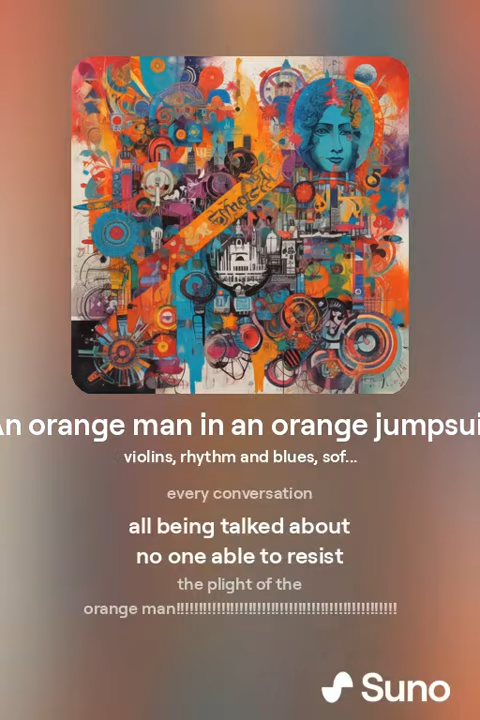 An orange man in an orange jumpsui
violins, rhythm and blues, sof...
every conversation
all being talked about
no one able to resist
the plight of the
orange man!!!!!!!!!!!!!!!!!!!!!!!!!!!!!!!!!!!!!!!!!!!!!!!!!!
Suno